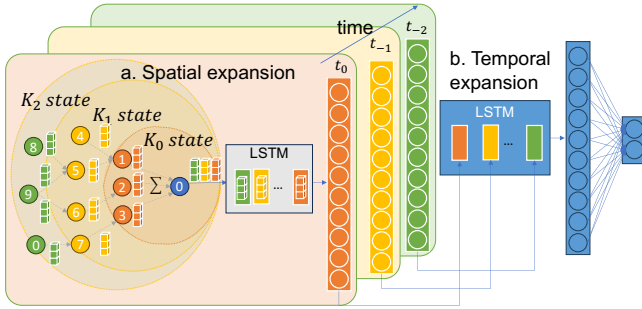 time
t₋₂
t₋₁
t₀
a. Spatial expansion
b. Temporal
expansion
K₂ state
K₁ state
K₀ state
8
4
1
5
2
∑
0
9
6
3
0
7
LSTM
...
LSTM
...